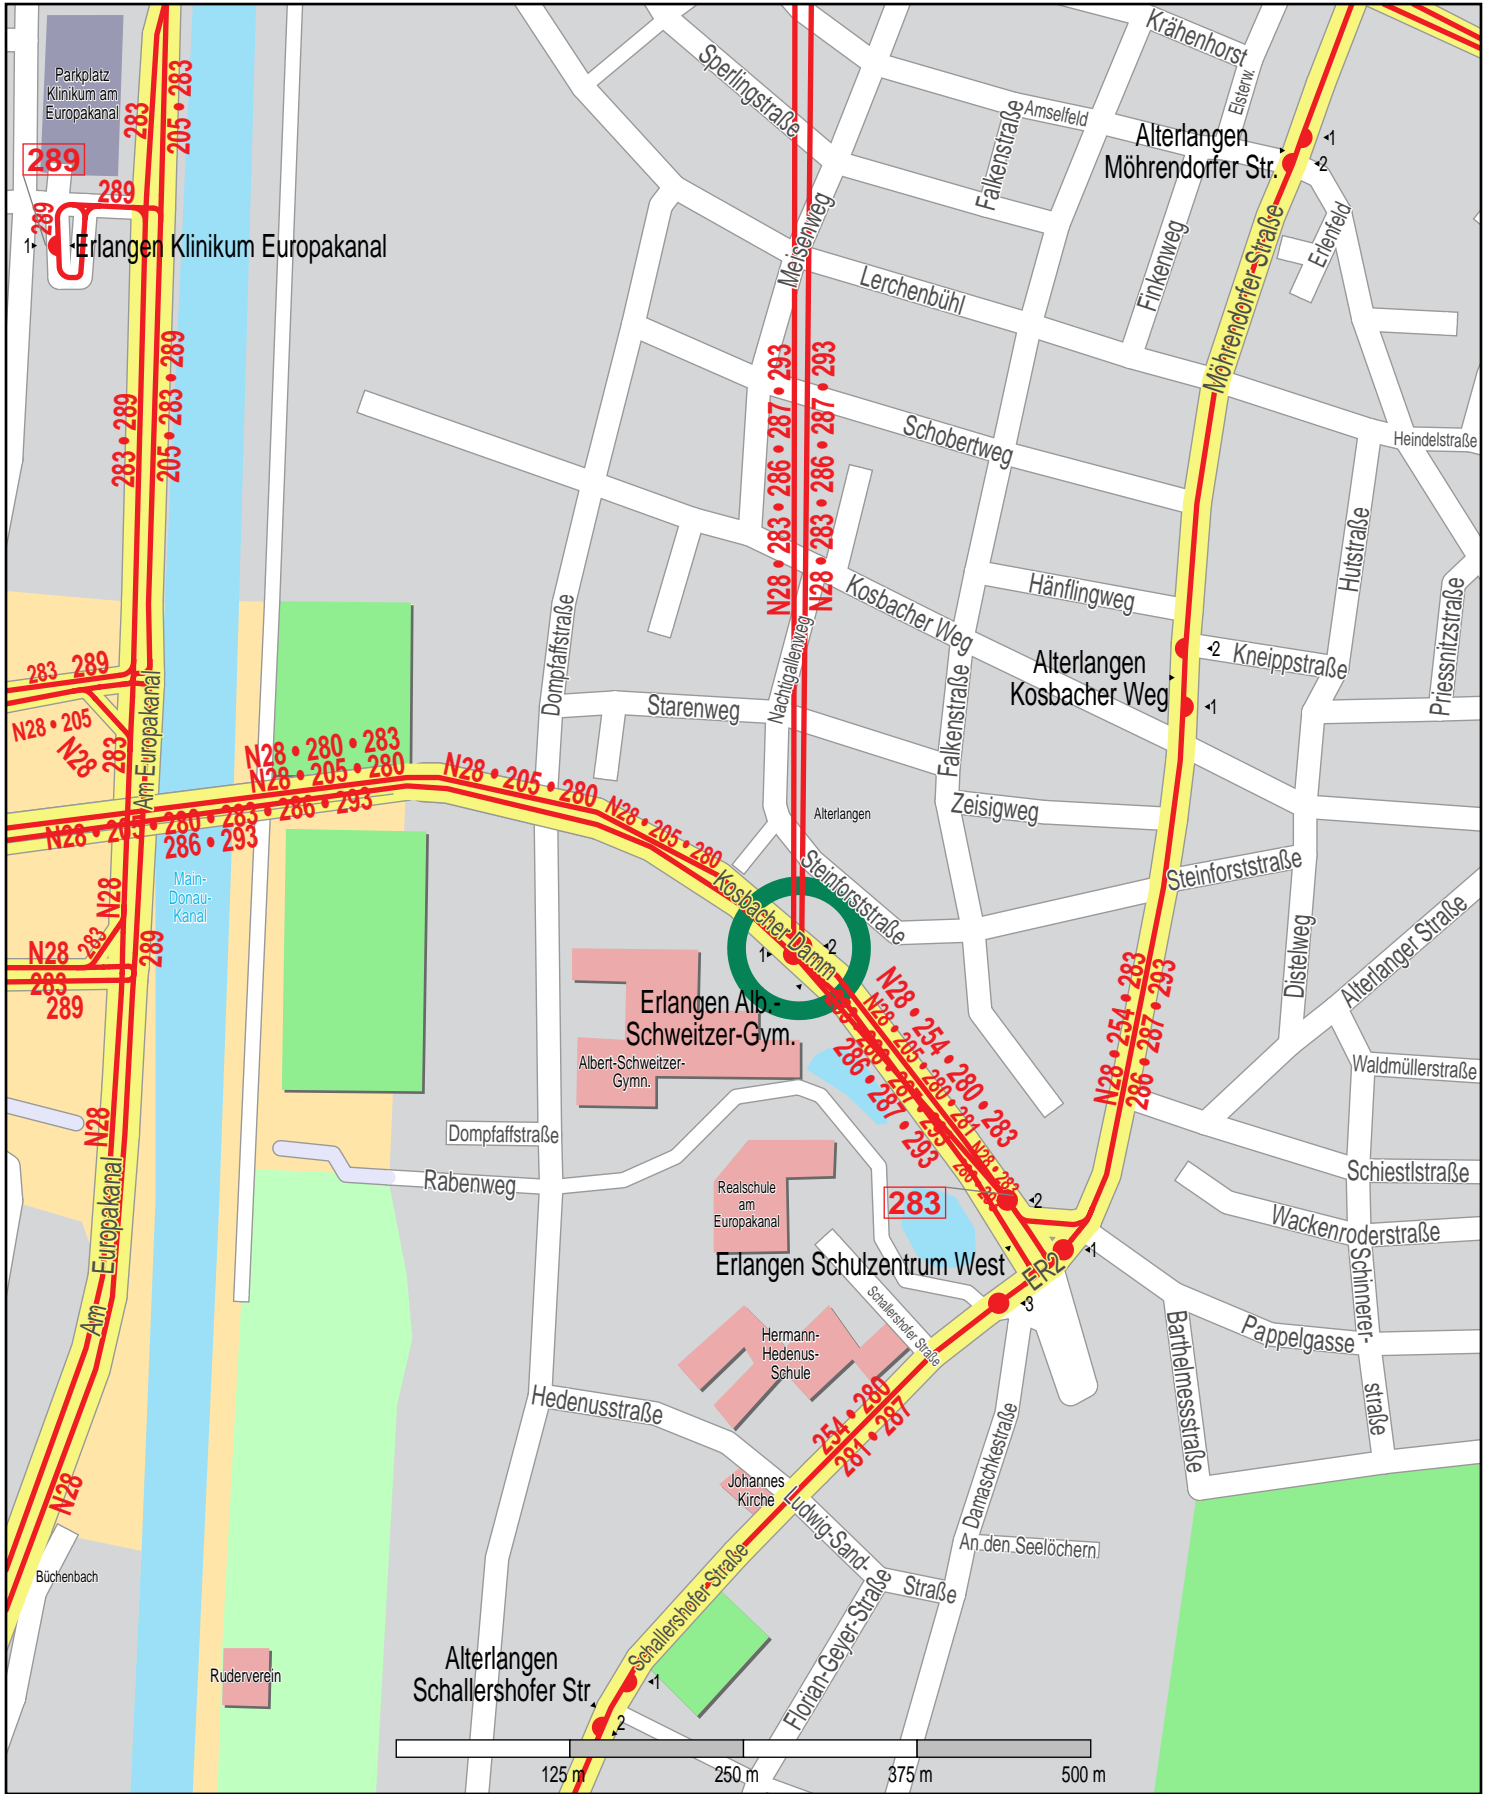 Parkplatz
Klinikum am
Europakanal
289
283
205 • 283
289
289
1
Erlangen Klinikum Europakanal
283 • 289
205 • 283 • 289
Sperlingstraße
Krähenhorst
Elsterw.
Amselfeld
Falkenstraße
Alterlangen
Möhrendorfer Str.
1
2
Meisenweg
Lerchenbühl
Finkenweg
Erlenfeld
Möhrendorfer Straße
N28 • 283 • 286 • 287 • 293
N28 • 283 • 286 • 287 • 293
Schobertweg
Heindelstraße
Hutstraße
Kosbacher Weg
Hänflingweg
Kneippstraße
Priessnitzstraße
Alterlangen
Kosbacher Weg
2
1
Dompfaffstraße
Nachtigallenweg
Starenweg
Falkenstraße
Zeisigweg
Alterlangen
Steinforststraße
Steinforststraße
283 289
N28 • 205
N28
283
Am Europakanal
N28 • 280 • 283
N28 • 205 • 280
N28 • 205 • 280
N28 • 205 • 280
N28 • 205 • 280 • 283 • 286 • 293
286 • 293
Main-
Donau-
Kanal
N28
N28
283
283
289
289
Kosbacher Damm
1
2
Erlangen Alb.-
Schweitzer-Gym.
Albert-Schweitzer-
Gymn.
N28 • 254 • 280 • 283
N28 • 205 • 280 • 281
286 • 287 • 293
N28 • 283
N28 • 254 • 283
286 • 287 • 293
Distelweg
Alterlanger Straße
Waldmüllerstraße
Schiestlstraße
Wackenroderstraße
Schinnerer-
straße
Pappelgasse
Barthelmessstraße
N28
Am Europakanal
Dompfaffstraße
Rabenweg
Realschule
am
Europakanal
283
2
1
3
Erlangen Schulzentrum West
ER2
Schallershofer Straße
Hermann-
Hedenus-
Schule
Hedenusstraße
254 • 280
281 • 287
Johannes
Kirche
Ludwig-Sand-
Straße
Damaschkestraße
An den Seelöchern
Florian-Geyer-Straße
Schallershofer Straße
N28
Büchenbach
Ruderverein
Alterlangen
Schallershofer Str
1
2
125 m
250 m
375 m
500 m